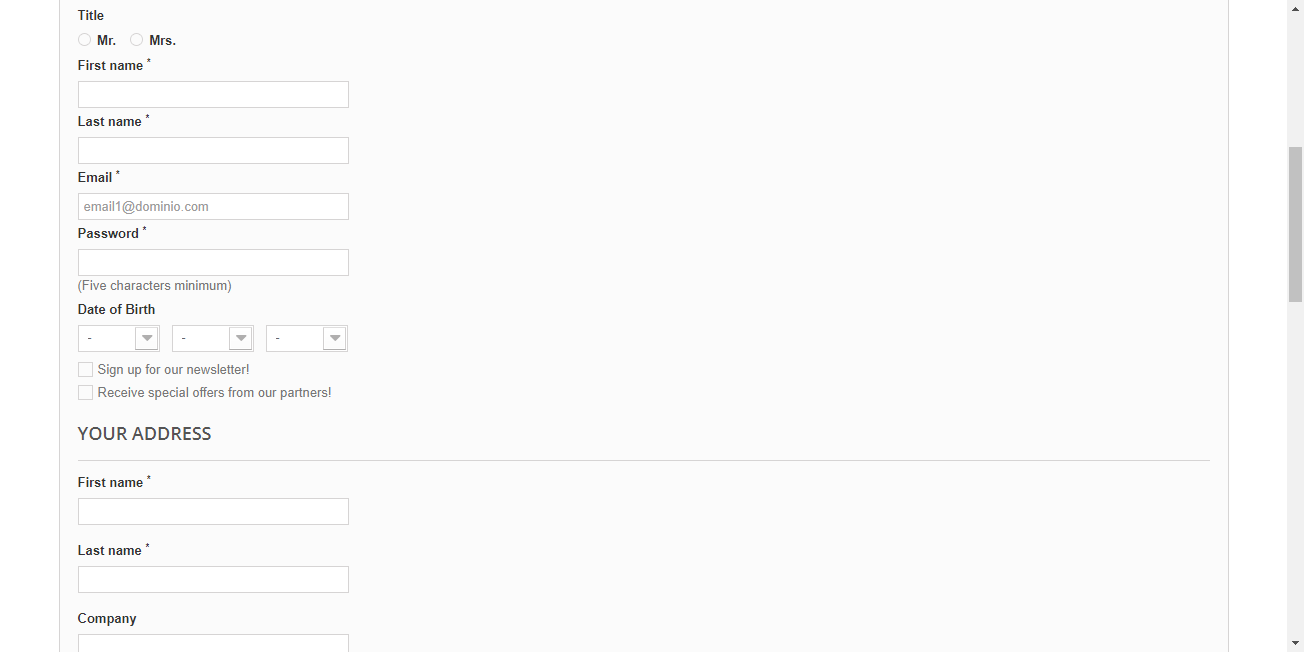 Title
Mr. Mrs.
First name *
Last name *
Email *
email1@dominio.com
Password *
(Five characters minimum)
Date of Birth
- - -
Sign up for our newsletter!
Receive special offers from our partners!
YOUR ADDRESS
First name *
Last name *
Company